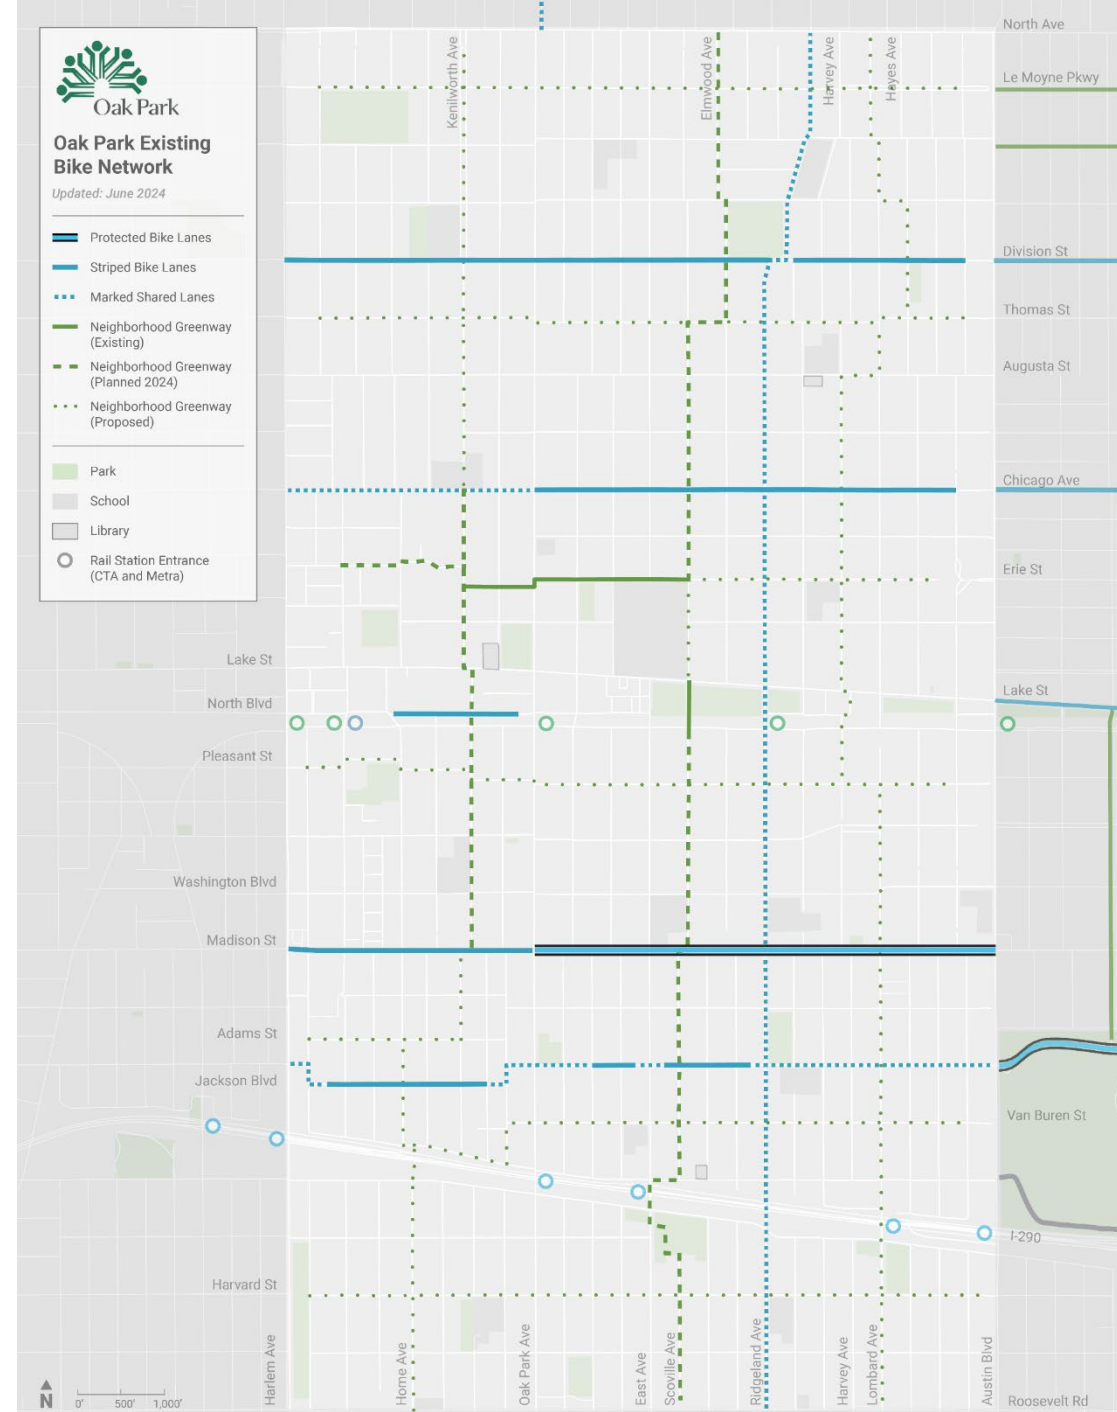 Oak Park
Oak Park Existing
Bike Network
Updated: June 2024
Protected Bike Lanes
Striped Bike Lanes
Marked Shared Lanes
Neighborhood Greenway
(Existing)
Neighborhood Greenway
(Planned 2024)
Neighborhood Greenway
(Proposed)
Park
School
Library
Rail Station Entrance
(CTA and Metra)
Kenilworth Ave
Elmwood Ave
Harvey Ave
Hayes Ave
North Ave
Le Moyne Pkwy
Division St
Thomas St
Augusta St
Chicago Ave
Erie St
Lake St
Lake St
North Blvd
Pleasant St
Washington Blvd
Madison St
Adams St
Jackson Blvd
Van Buren St
I-290
Harvard St
Harlem Ave
Home Ave
Oak Park Ave
East Ave
Scoville Ave
Ridgeland Ave
Harvey Ave
Lombard Ave
Austin Blvd
Roosevelt Rd
N
0' 500' 1,000'